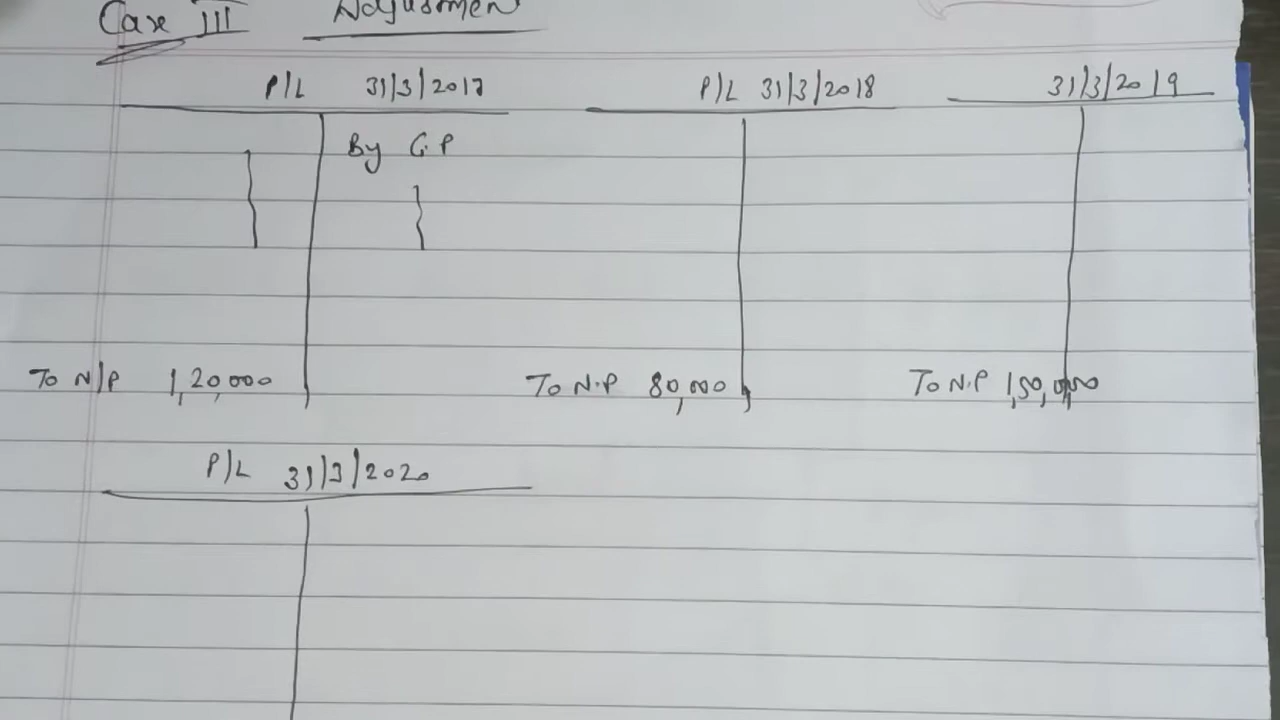 Case III Adjusmen
P/L 31/3/2017 P/L 31/3/2018 31/3/2019
By G.P
To N/P 1,20,000 To N.P 80,000 To N.P 1,50,000
P/L 31/3/2020